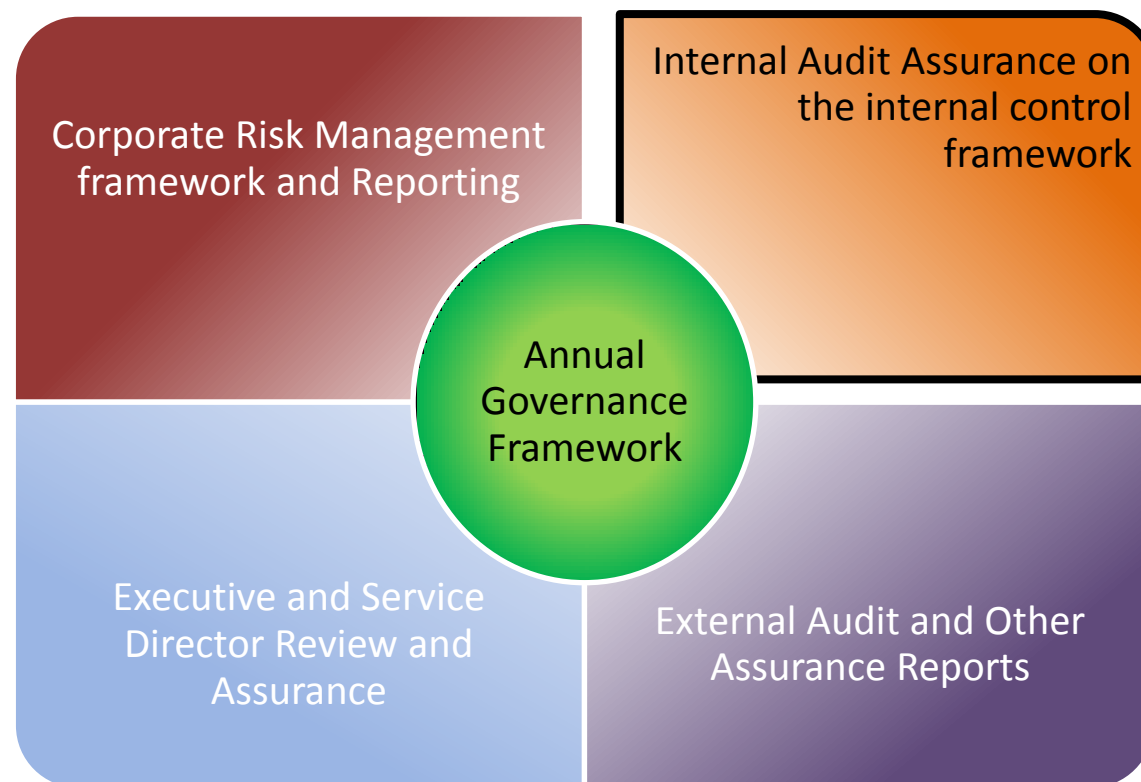 Corporate Risk Management
framework and Reporting
Internal Audit Assurance on
the internal control
framework
Annual
Governance
Framework
Executive and Service
Director Review and
Assurance
External Audit and Other
Assurance Reports